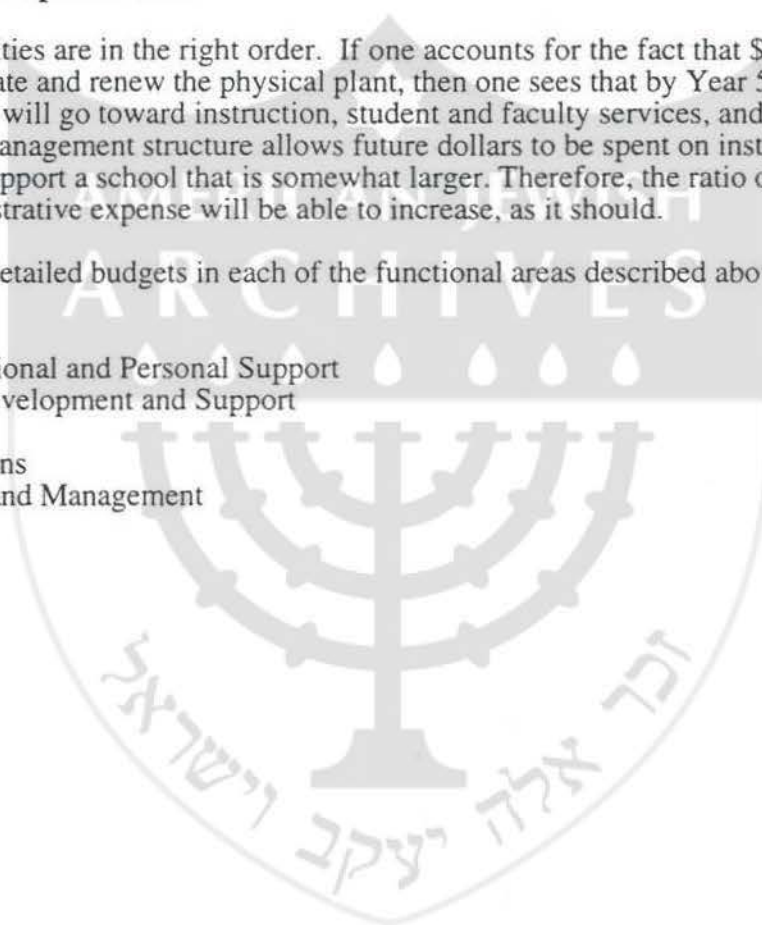 ties are in the right order. If one accounts for the fact that $
ate and renew the physical plant, then one sees that by Year 5
will go toward instruction, student and faculty services, and
anagement structure allows future dollars to be spent on inst
pport a school that is somewhat larger. Therefore, the ratio o
strative expense will be able to increase, as it should.
etailed budgets in each of the functional areas described abo
ional and Personal Support
velopment and Support
ns
nd Management
AMERICAN JEWISH
ARCHIVES
זכר אלה יעקב וישראל